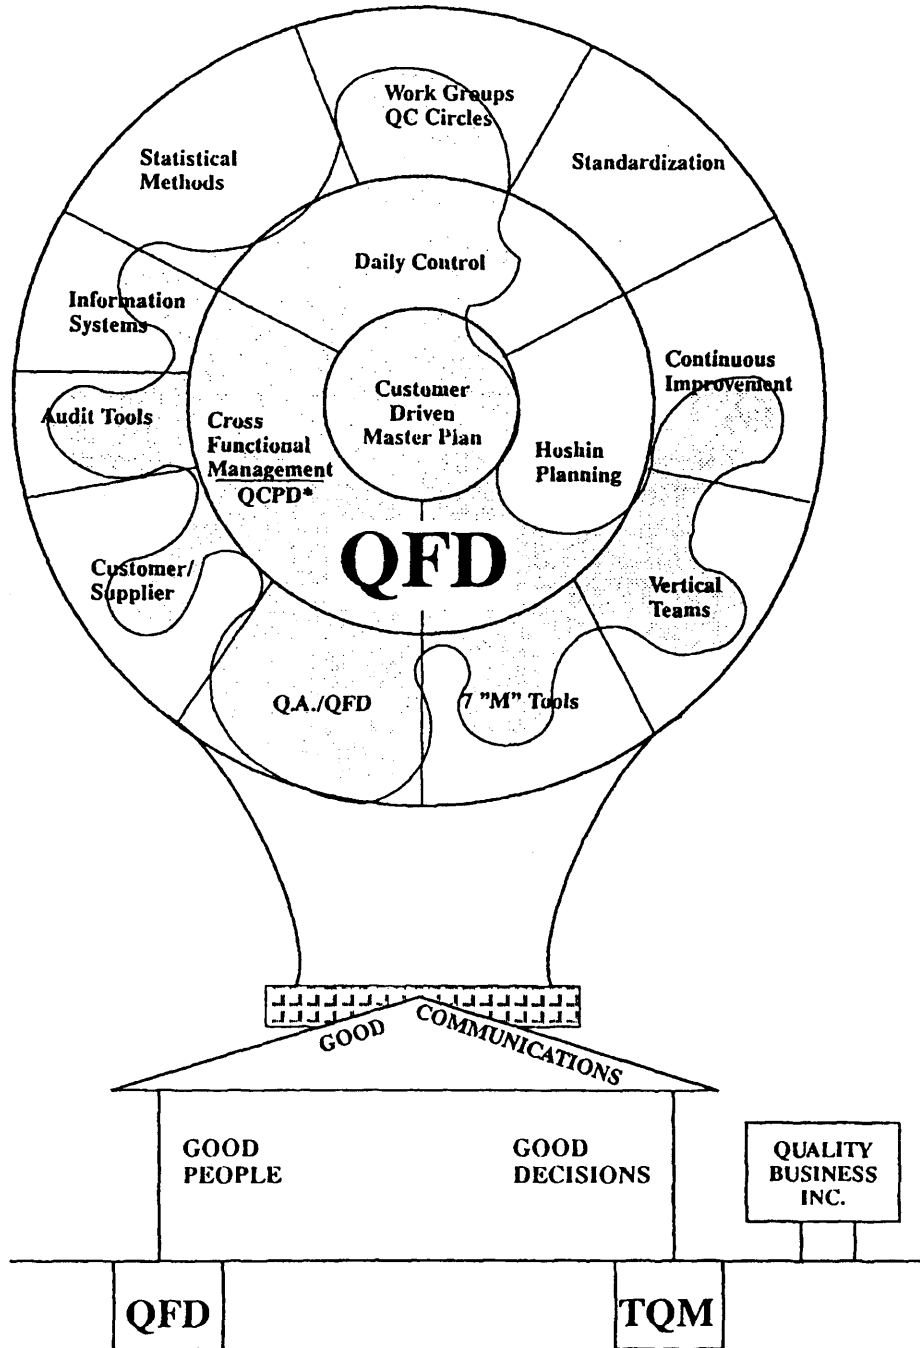 Work Groups
QC Circles
Statistical
Methods
Standardization
Daily Control
Information
Systems
Continuous
Improvement
Audit Tools
Customer
Driven
Master Plan
Cross
Functional
Management
QCPD*
Hoshin
Planning
QFD
Customer/
Supplier
Vertical
Teams
Q.A./QFD
7 "M" Tools
GOOD COMMUNICATIONS
GOOD
PEOPLE
GOOD
DECISIONS
QUALITY
BUSINESS
INC.
QFD
TQM